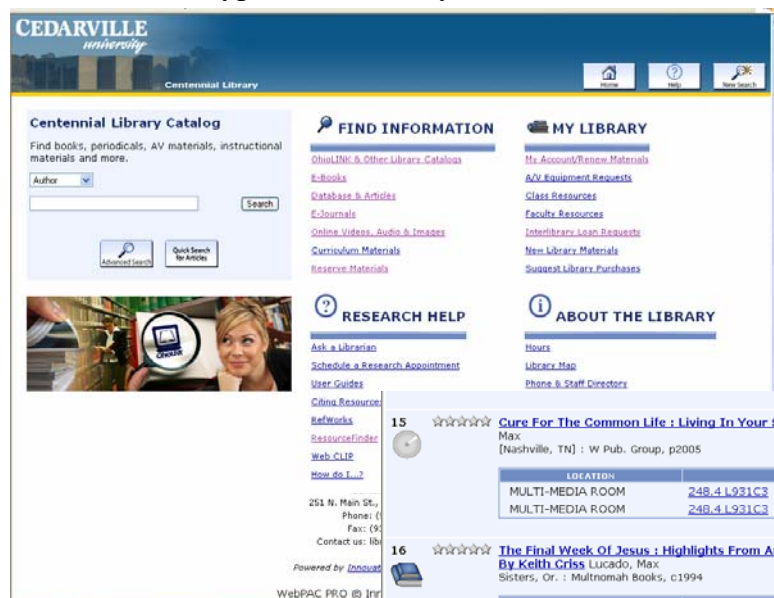 CEDARVILLE
university
Centennial Library
Home
Help
New Search
Centennial Library Catalog
Find books, periodicals, AV materials, instructional
materials and more.
Author
Search
Advanced Search
Quick Search
for Articles
FIND INFORMATION
OhioLINK & Other Library Catalogs
E-Books
Database & Articles
E-Journals
Online Videos, Audio & Images
Curriculum Materials
Reserve Materials
MY LIBRARY
My Account/Renew Materials
A/V Equipment Requests
Class Resources
Faculty Resources
Interlibrary Loan Requests
New Library Materials
Suggest Library Purchases
RESEARCH HELP
Ask a Librarian
Schedule a Research Appointment
User Guides
Citing Resources
RefWorks
ResourceFinder
Web CLIP
How do I...?
ABOUT THE LIBRARY
Hours
Library Map
Phone & Staff Directory
251 N. Main St.,
Phone: (
Fax: (93
Contact us: lib
Powered by Innovat
WebPAC PRO © Inn
15
Cure For The Common Life : Living In Your
Max
[Nashville, TN] : W Pub. Group, p2005
LOCATION
MULTI-MEDIA ROOM 248.4 L931C3
MULTI-MEDIA ROOM 248.4 L931C3
16
The Final Week Of Jesus : Highlights From
By Keith Criss Lucado, Max
Sisters, Or. : Multnomah Books, c1994